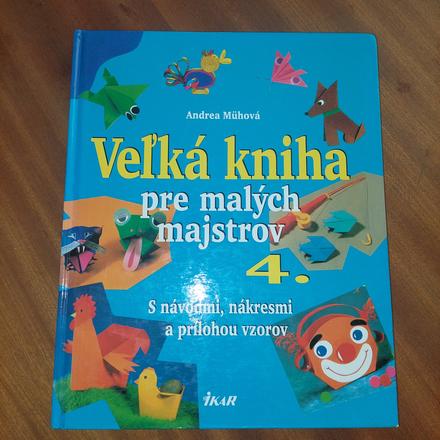 Andrea Mühová
Veľká kniha
pre malých
majstrov
4.
S návodmi, nákresmi
a prílohou vzorov
IKAR